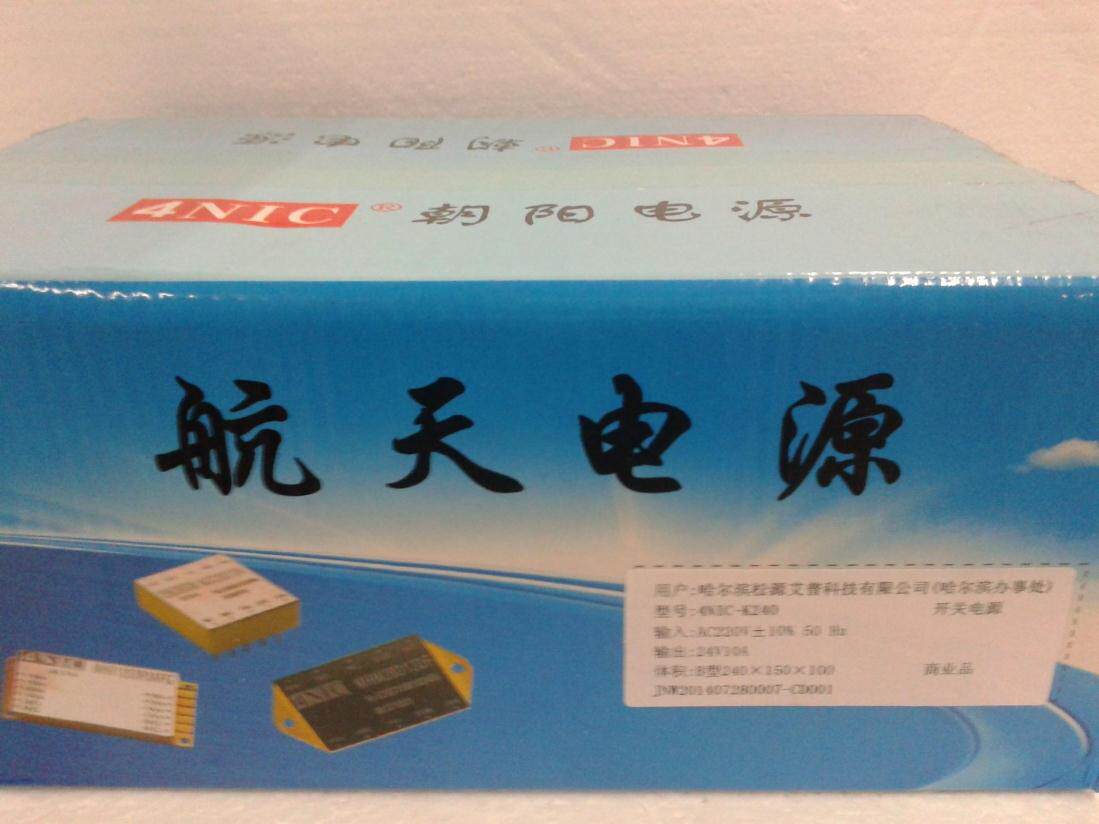 4NIC® 朝阳电源
4NIC® 朝阳电源
航天电源
用户:哈尔滨松源艾普科技有限公司(哈尔滨办事处)
型号:4NIC-K240 开关电源
输入:AC220V±10% 50 Hz
输出:24V10A
体积:B型240×150×100 商业品
JNW201407280007-CD001
4NIC